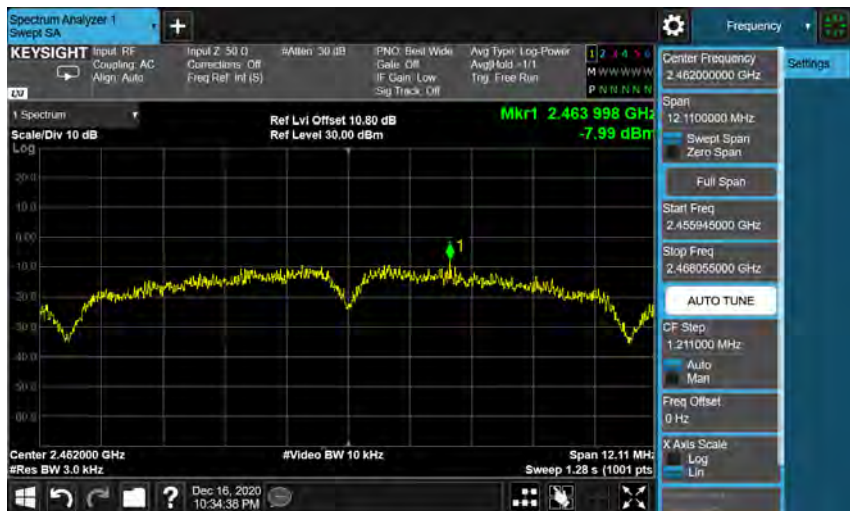 Spectrum Analyzer 1
Swept SA
+
Frequency
KEYSIGHT
Input: RF
Coupling: AC
Align: Auto
Input Z: 50 Ω
Corrections: Off
Freq Ref: Int (S)
#Atten: 30 dB
PNO: Best Wide
Gate: Off
IF Gain: Low
Sig Track: Off
Avg Type: Log-Power
Avg|Hold: >1/1
Trig: Free Run
1 2 3 4 5 6
M W W W W W
P N N N N N
LXI
1 Spectrum
Scale/Div 10 dB
Log
Ref Lvl Offset 10.80 dB
Ref Level 30.00 dBm
Mkr1 2.463 998 GHz
-7.99 dBm
20.0
10.0
0.00
-10.0
-20.0
-30.0
-40.0
-50.0
-60.0
1
Center 2.462000 GHz
#Res BW 3.0 kHz
#Video BW 10 kHz
Span 12.11 MHz
Sweep 1.28 s (1001 pts
Center Frequency
2.462000000 GHz
Settings
Span
12.1100000 MHz
Swept Span
Zero Span
Full Span
Start Freq
2.455945000 GHz
Stop Freq
2.468055000 GHz
AUTO TUNE
CF Step
1.211000 MHz
Auto
Man
Freq Offset
0 Hz
X Axis Scale
Log
Lin
?
Dec 16, 2020
10:34:36 PM